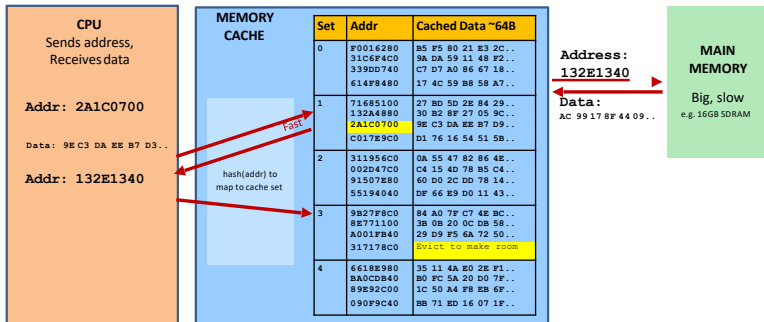 CPU
Sends address,
Receives data
Addr: 2A1C0700
Data: 9E C3 DA EE B7 D3..
Addr: 132E1340
MEMORY
CACHE
hash(addr) to
map to cache set
Fast
Set Addr Cached Data ~64B
0 F0016280 B5 F5 80 21 E3 2C..
31C6F4C0 9A DA 59 11 48 F2..
339DD740 C7 D7 A0 86 67 18..
614F8480 17 4C 59 B8 58 A7..
1 71685100 27 BD 5D 2E 84 29..
132A4880 30 B2 8F 27 05 9C..
2A1C0700 9E C3 DA EE B7 D9..
C017E9C0 D1 76 16 54 51 5B..
2 311956C0 0A 55 47 82 86 4E..
002D47C0 C4 15 4D 78 B5 C4..
91507E80 60 D0 2C DD 78 14..
55194040 DF 66 E9 D0 11 43..
3 9B27F8C0 84 A0 7F C7 4E BC..
8E771100 3B 0B 20 0C DB 58..
A001FB40 29 D9 F5 6A 72 50..
317178C0 Evict to make room
4 6618E980 35 11 4A E0 2E F1..
BA0CDB40 B0 FC 5A 20 D0 7F..
89E92C00 1C 50 A4 F8 EB 6F..
090F9C40 BB 71 ED 16 07 1F..
Address:
132E1340
Data:
AC 99 17 8F 44 09..
MAIN
MEMORY
Big, slow
e.g. 16GB SDRAM